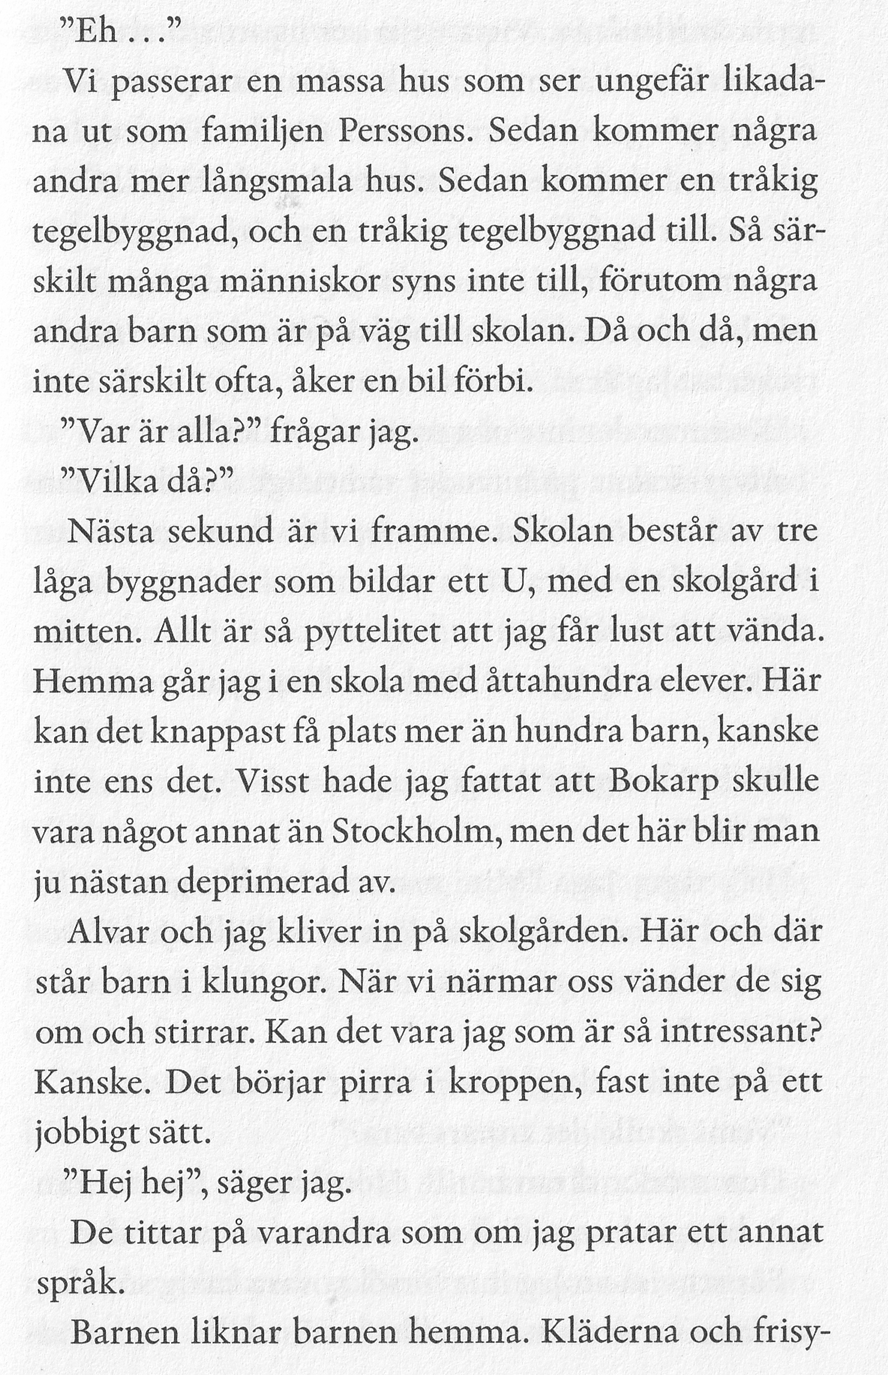 ”Eh …”
Vi passerar en massa hus som ser ungefär likada-
na ut som familjen Perssons. Sedan kommer några
andra mer långsmala hus. Sedan kommer en tråkig
tegelbyggnad, och en tråkig tegelbyggnad till. Så sär-
skilt många människor syns inte till, förutom några
andra barn som är på väg till skolan. Då och då, men
inte särskilt ofta, åker en bil förbi.
”Var är alla?” frågar jag.
”Vilka då?”
Nästa sekund är vi framme. Skolan består av tre
låga byggnader som bildar ett U, med en skolgård i
mitten. Allt är så pyttelitet att jag får lust att vända.
Hemma går jag i en skola med åttahundra elever. Här
kan det knappast få plats mer än hundra barn, kanske
inte ens det. Visst hade jag fattat att Bokarp skulle
vara något annat än Stockholm, men det här blir man
ju nästan deprimerad av.
Alvar och jag kliver in på skolgården. Här och där
står barn i klungor. När vi närmar oss vänder de sig
om och stirrar. Kan det vara jag som är så intressant?
Kanske. Det börjar pirra i kroppen, fast inte på ett
jobbigt sätt.
”Hej hej”, säger jag.
De tittar på varandra som om jag pratar ett annat
språk.
Barnen liknar barnen hemma. Kläderna och frisy-